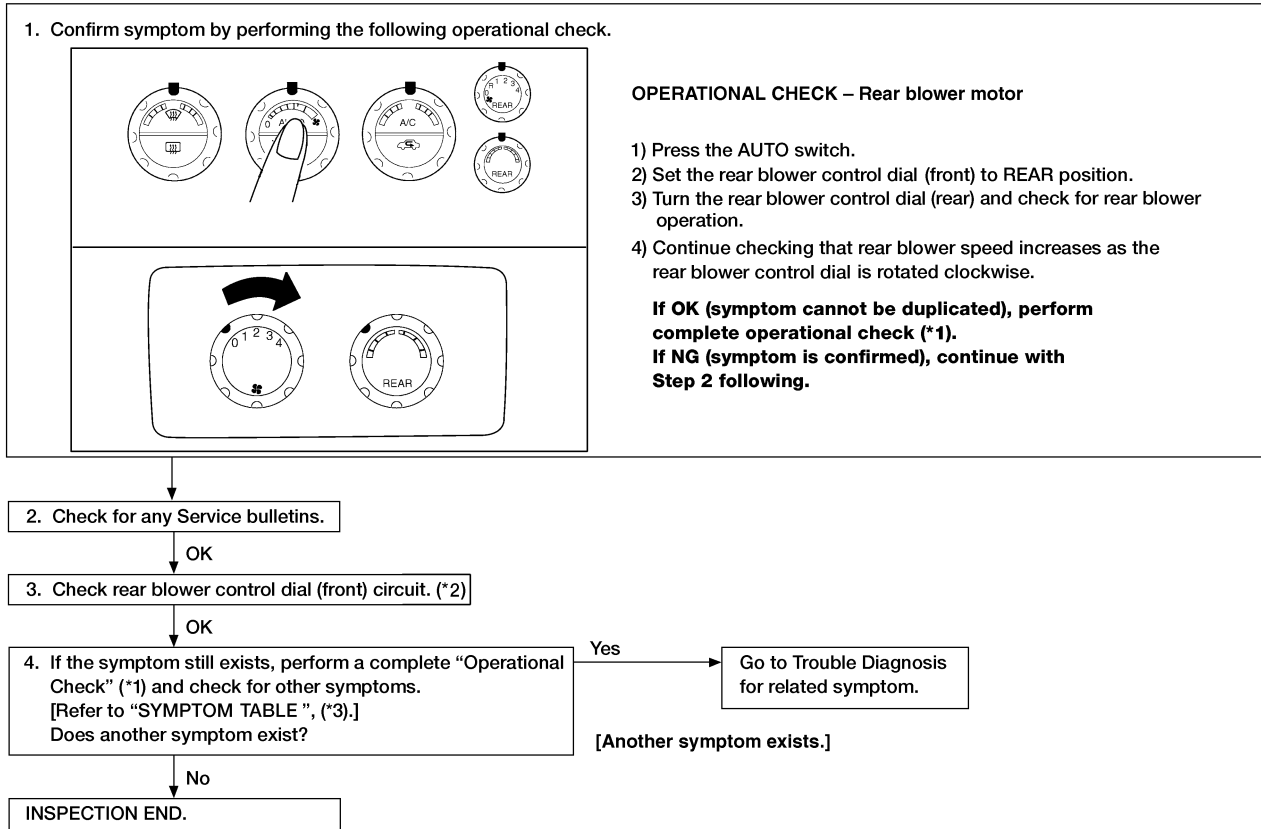 1. Confirm symptom by performing the following operational check.
0
A/C
R 1 2 3 4
0
REAR
REAR
0 1 2 3 4
REAR
OPERATIONAL CHECK – Rear blower motor
1) Press the AUTO switch.
2) Set the rear blower control dial (front) to REAR position.
3) Turn the rear blower control dial (rear) and check for rear blower
operation.
4) Continue checking that rear blower speed increases as the
rear blower control dial is rotated clockwise.
If OK (symptom cannot be duplicated), perform
complete operational check (*1).
If NG (symptom is confirmed), continue with
Step 2 following.
2. Check for any Service bulletins.
OK
3. Check rear blower control dial (front) circuit. (*2)
OK
4. If the symptom still exists, perform a complete “Operational
Check” (*1) and check for other symptoms.
[Refer to “SYMPTOM TABLE ”, (*3).]
Does another symptom exist?
Yes
Go to Trouble Diagnosis
for related symptom.
[Another symptom exists.]
No
INSPECTION END.